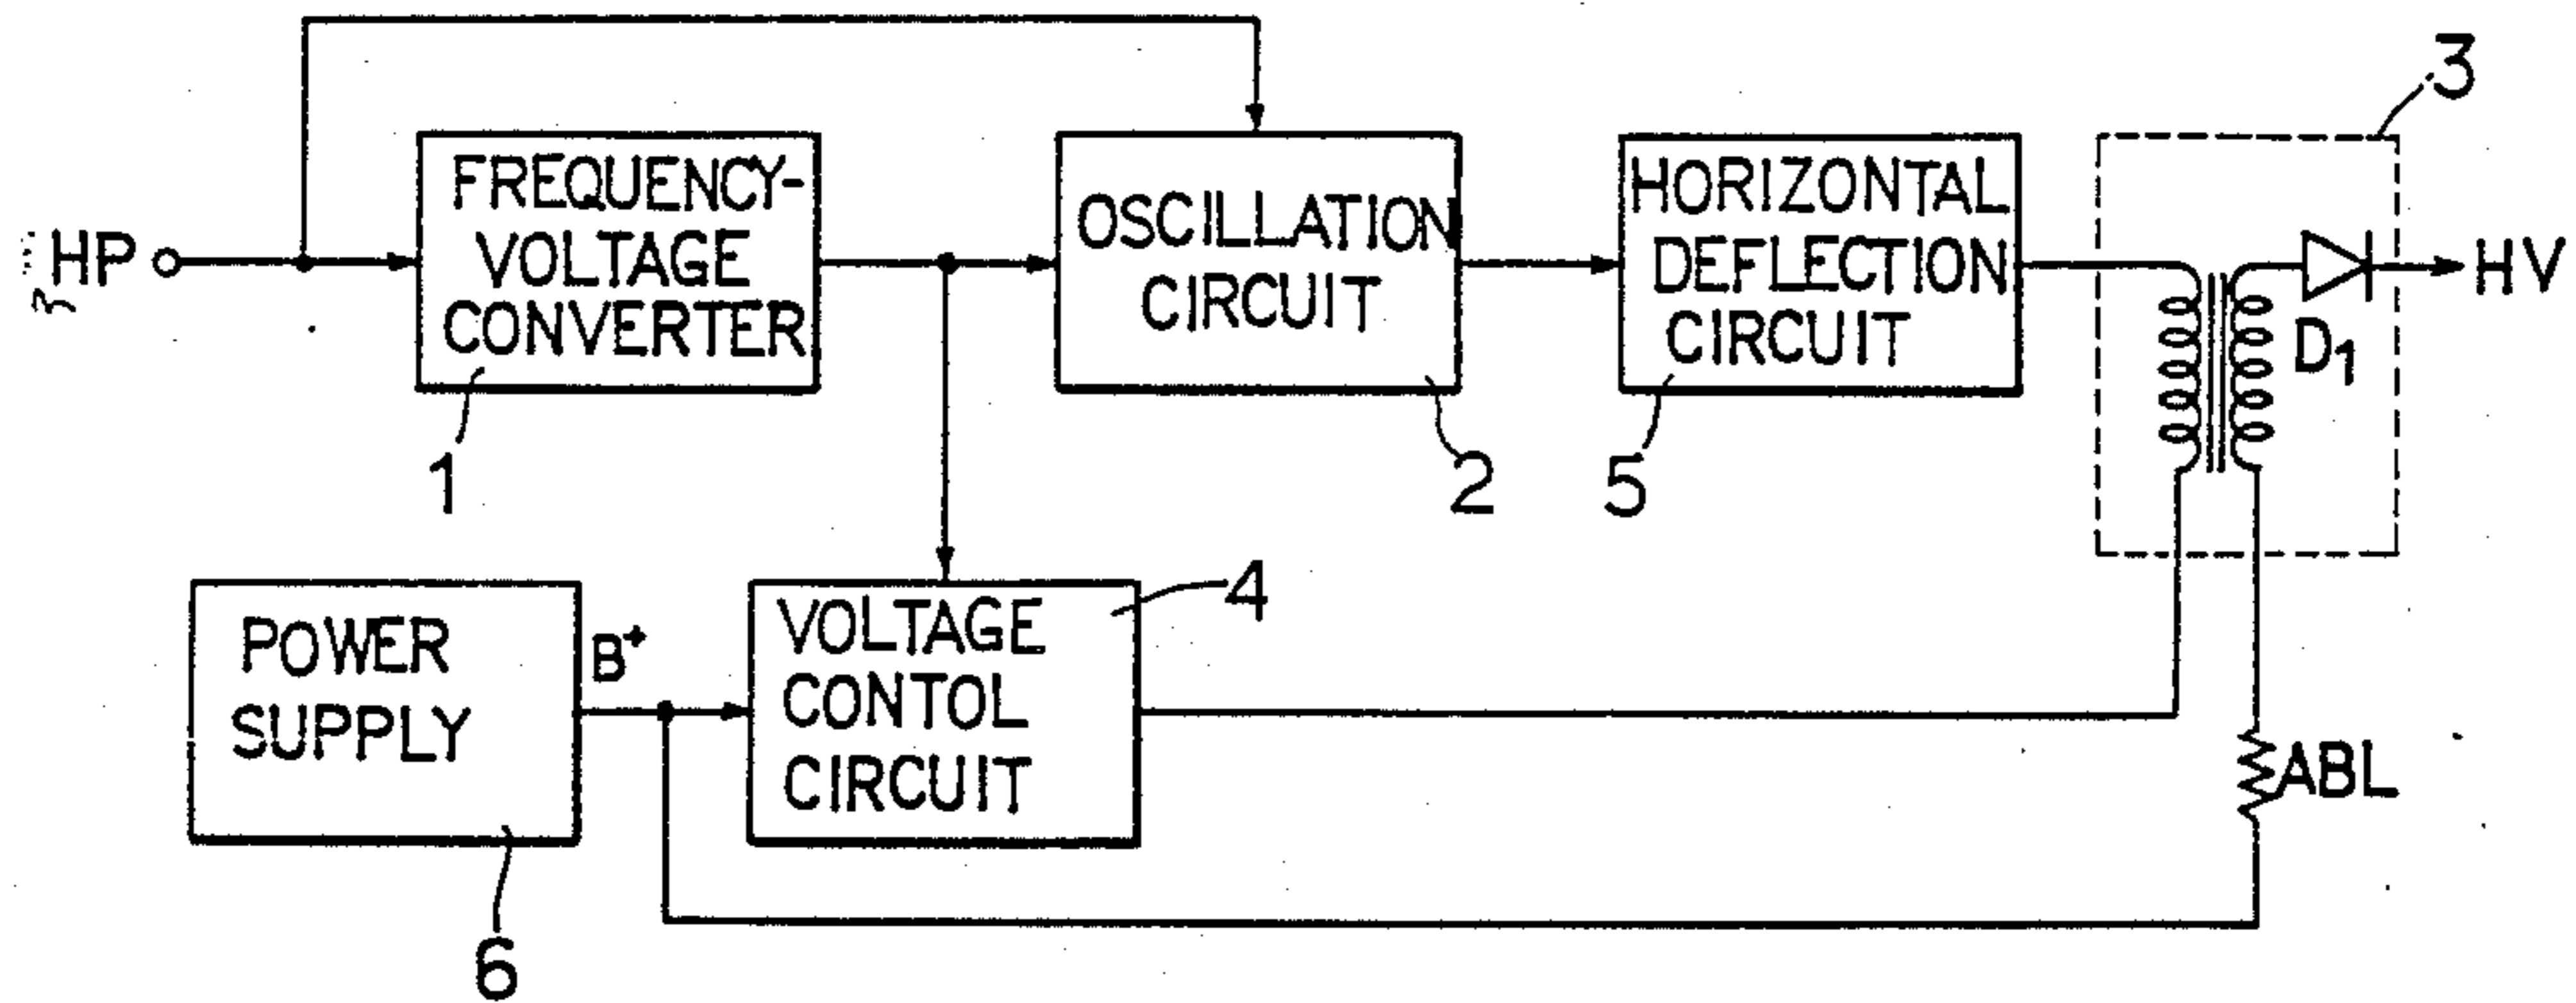 3
HP
FREQUENCY-
VOLTAGE
CONVERTER
1
OSCILLATION
CIRCUIT
2
HORIZONTAL
DEFLECTION
CIRCUIT
5
D1
HV
POWER
SUPPLY
6
B+
VOLTAGE
CONTOL
CIRCUIT
4
ABL